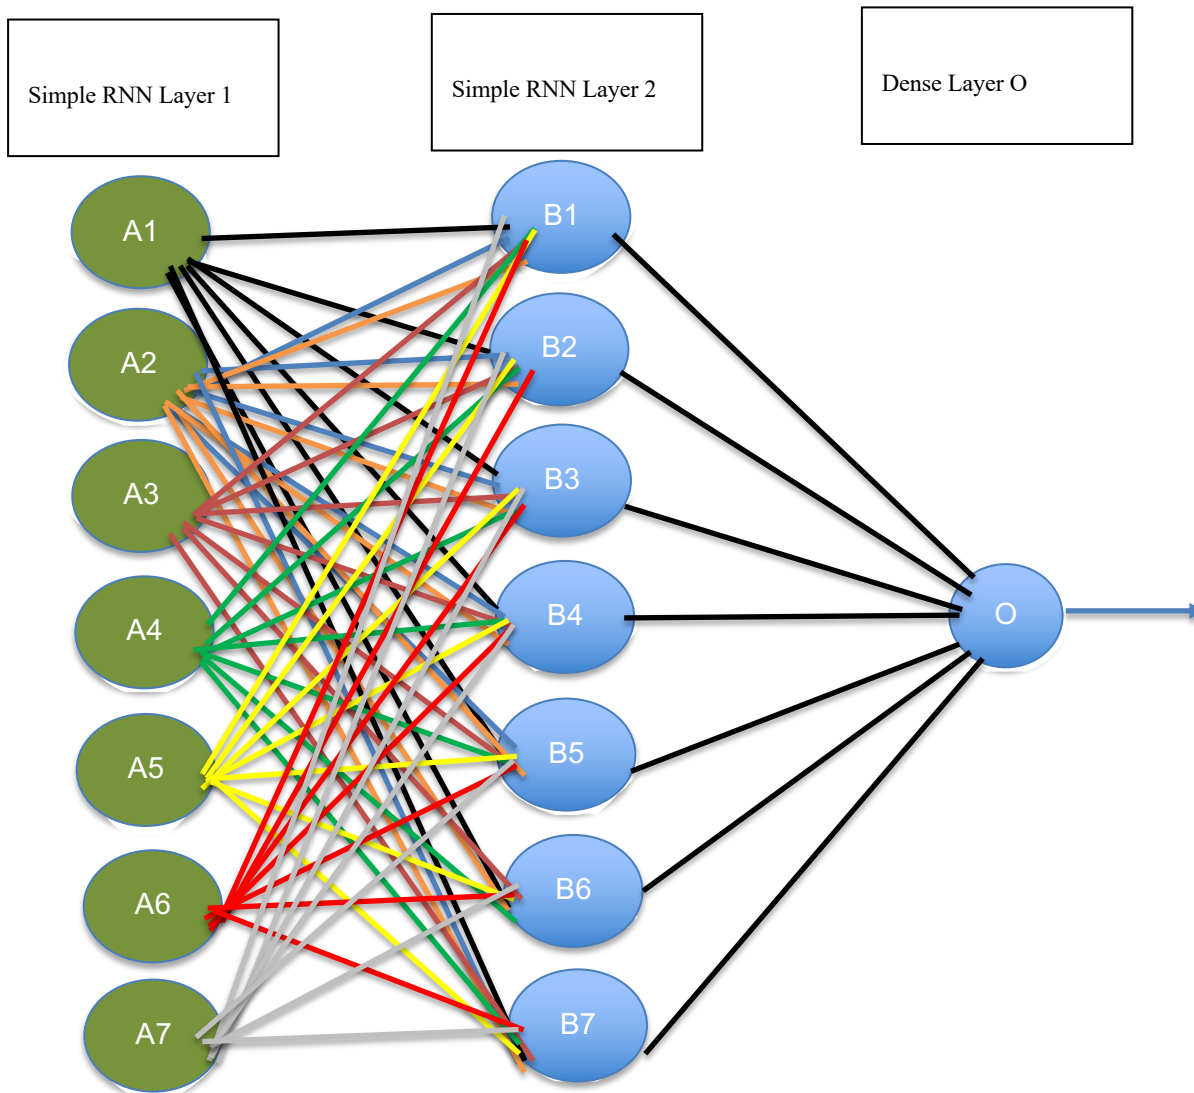 Simple RNN Layer 1
Simple RNN Layer 2
Dense Layer O
A1
B1
A2
B2
A3
B3
A4
B4
O
A5
B5
A6
B6
A7
B7